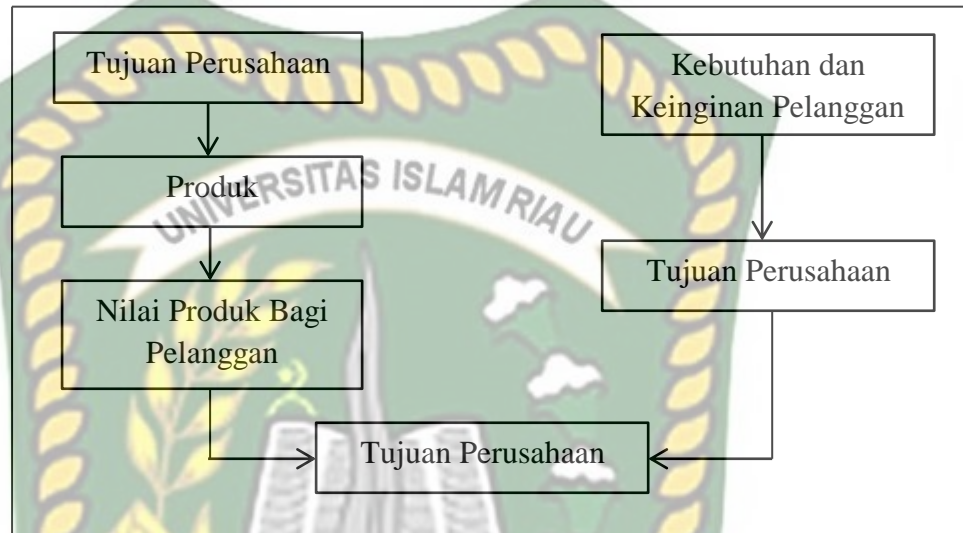 Tujuan Perusahaan
Produk
Nilai Produk Bagi
Pelanggan
Kebutuhan dan
Keinginan Pelanggan
Tujuan Perusahaan
Tujuan Perusahaan
UNIVERSITAS ISLAM RIAU